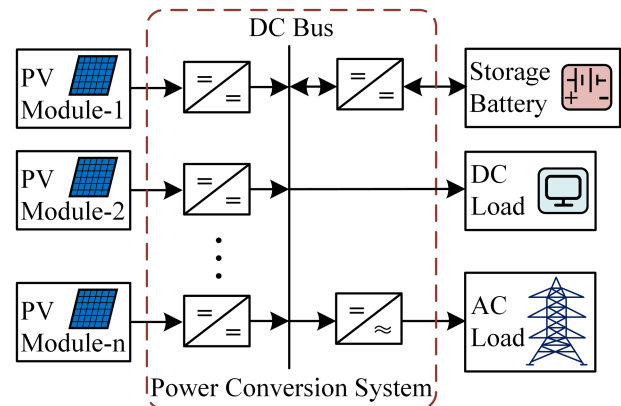 DC Bus
PV
Module-1
=
=
=
=
Storage
Battery
+ -
PV
Module-2
=
=
DC
Load
PV
Module-n
=
=
=
≈
AC
Load
Power Conversion System